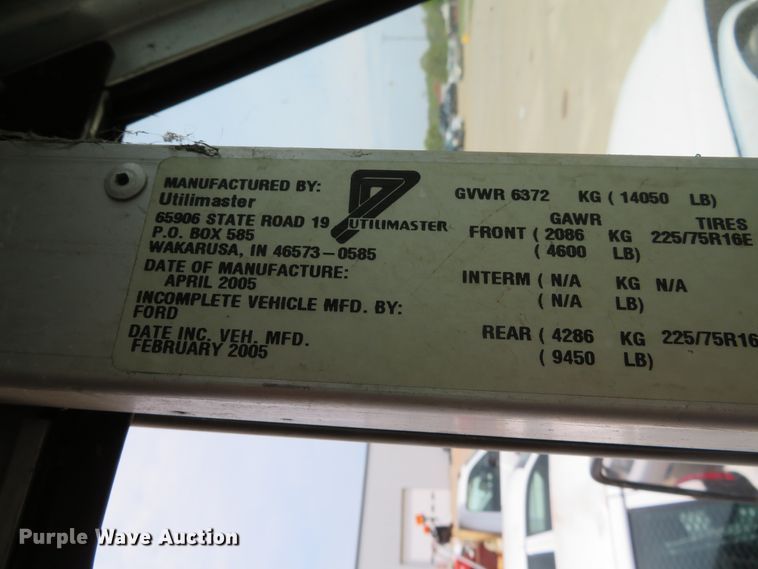 MANUFACTURED BY:
Utilimaster
65906 STATE ROAD 19
P.O. BOX 585
WAKARUSA, IN 46573-0585
DATE OF MANUFACTURE:
APRIL 2005
INCOMPLETE VEHICLE MFD. BY:
FORD
DATE INC. VEH. MFD.
FEBRUARY 2005
UTILIMASTER
GVWR 6372 KG ( 14050 LB)
GAWR TIRES
FRONT ( 2086 KG 225/75R16E
( 4600 LB)
INTERM ( N/A KG N/A
( N/A LB)
REAR ( 4286 KG 225/75R16
( 9450 LB)
Purple Wave Auction